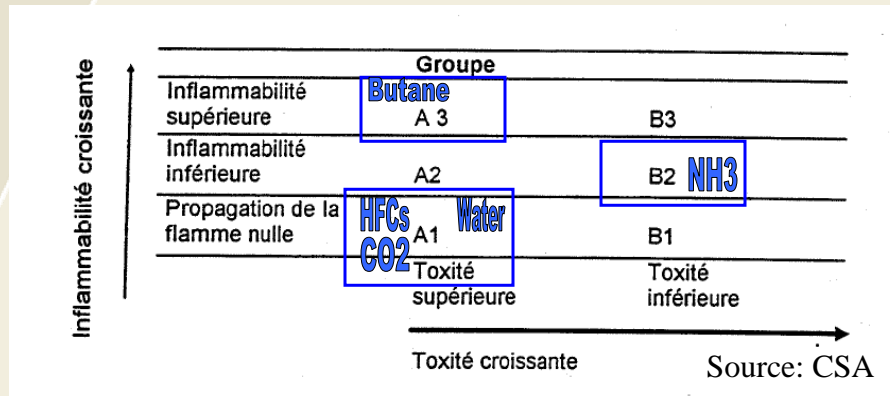 Groupe
Inflammabilité croissante
Inflammabilité
supérieure
Butane
A 3
B3
Inflammabilité
inférieure
A2
B2 NH3
Propagation de la
flamme nulle
HFCs Water
CO2 A1
B1
Toxité
supérieure
Toxité
inférieure
Toxité croissante
Source: CSA